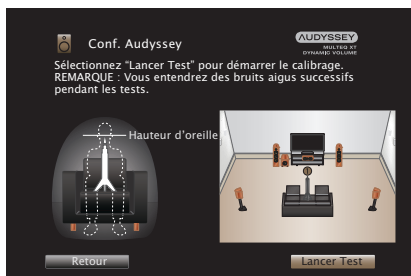 Conf. Audyssey
AUDYSSEY
MULTEQ XT
DYNAMIC VOLUME
Sélectionnez “Lancer Test” pour démarrer le calibrage.
REMARQUE : Vous entendrez des bruits aigus successifs
pendant les tests.
Hauteur d’oreille
Retour
Lancer Test